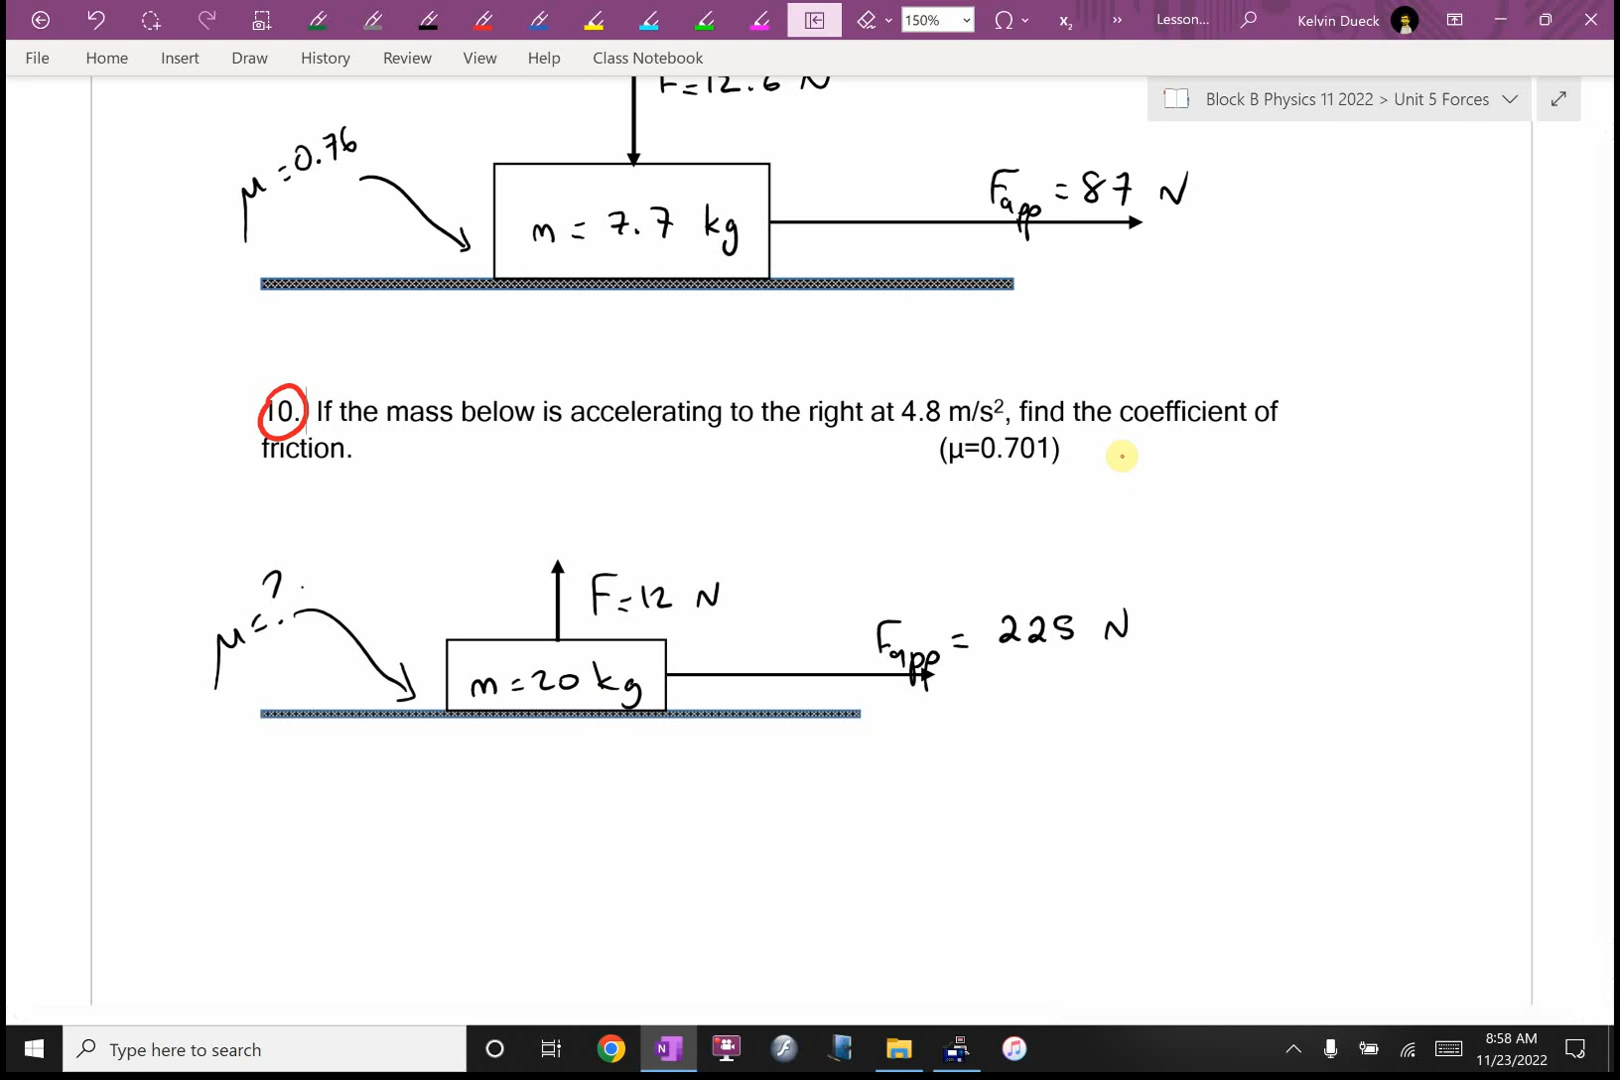 150%
x₂
Lesson...
Kelvin Dueck
File Home Insert Draw History Review View Help Class Notebook
Block B Physics 11 2022 > Unit 5 Forces
F=12.6 N
μ=0.76
Fapp = 87 N
m = 7.7 kg
10. If the mass below is accelerating to the right at 4.8 m/s², find the coefficient of
friction. (μ=0.701)
μ=?
F=12 N
Fapp = 225 N
m=20 kg
Type here to search
8:58 AM
11/23/2022